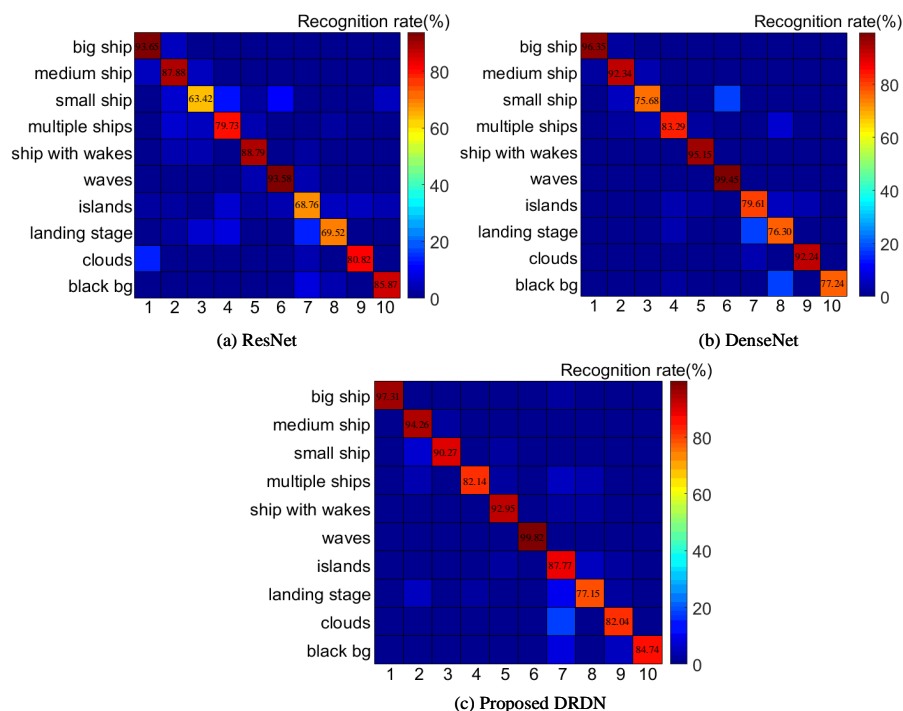 Recognition rate(%)
big ship 93.65
medium ship 87.88
small ship 63.42
multiple ships 79.73
ship with wakes 88.79
waves 93.58
islands 68.76
landing stage 69.52
clouds 80.82
black bg 85.87
1 2 3 4 5 6 7 8 9 10
80
60
40
20
0
(a) ResNet
Recognition rate(%)
big ship 96.35
medium ship 92.34
small ship 75.68
multiple ships 83.29
ship with wakes 95.15
waves 99.45
islands 79.61
landing stage 76.30
clouds 92.24
black bg 77.24
1 2 3 4 5 6 7 8 9 10
80
60
40
20
0
(b) DenseNet
Recognition rate(%)
big ship 97.31
medium ship 94.26
small ship 90.27
multiple ships 82.14
ship with wakes 92.95
waves 99.82
islands 87.77
landing stage 77.15
clouds 82.04
black bg 84.74
1 2 3 4 5 6 7 8 9 10
80
60
40
20
0
(c) Proposed DRDN